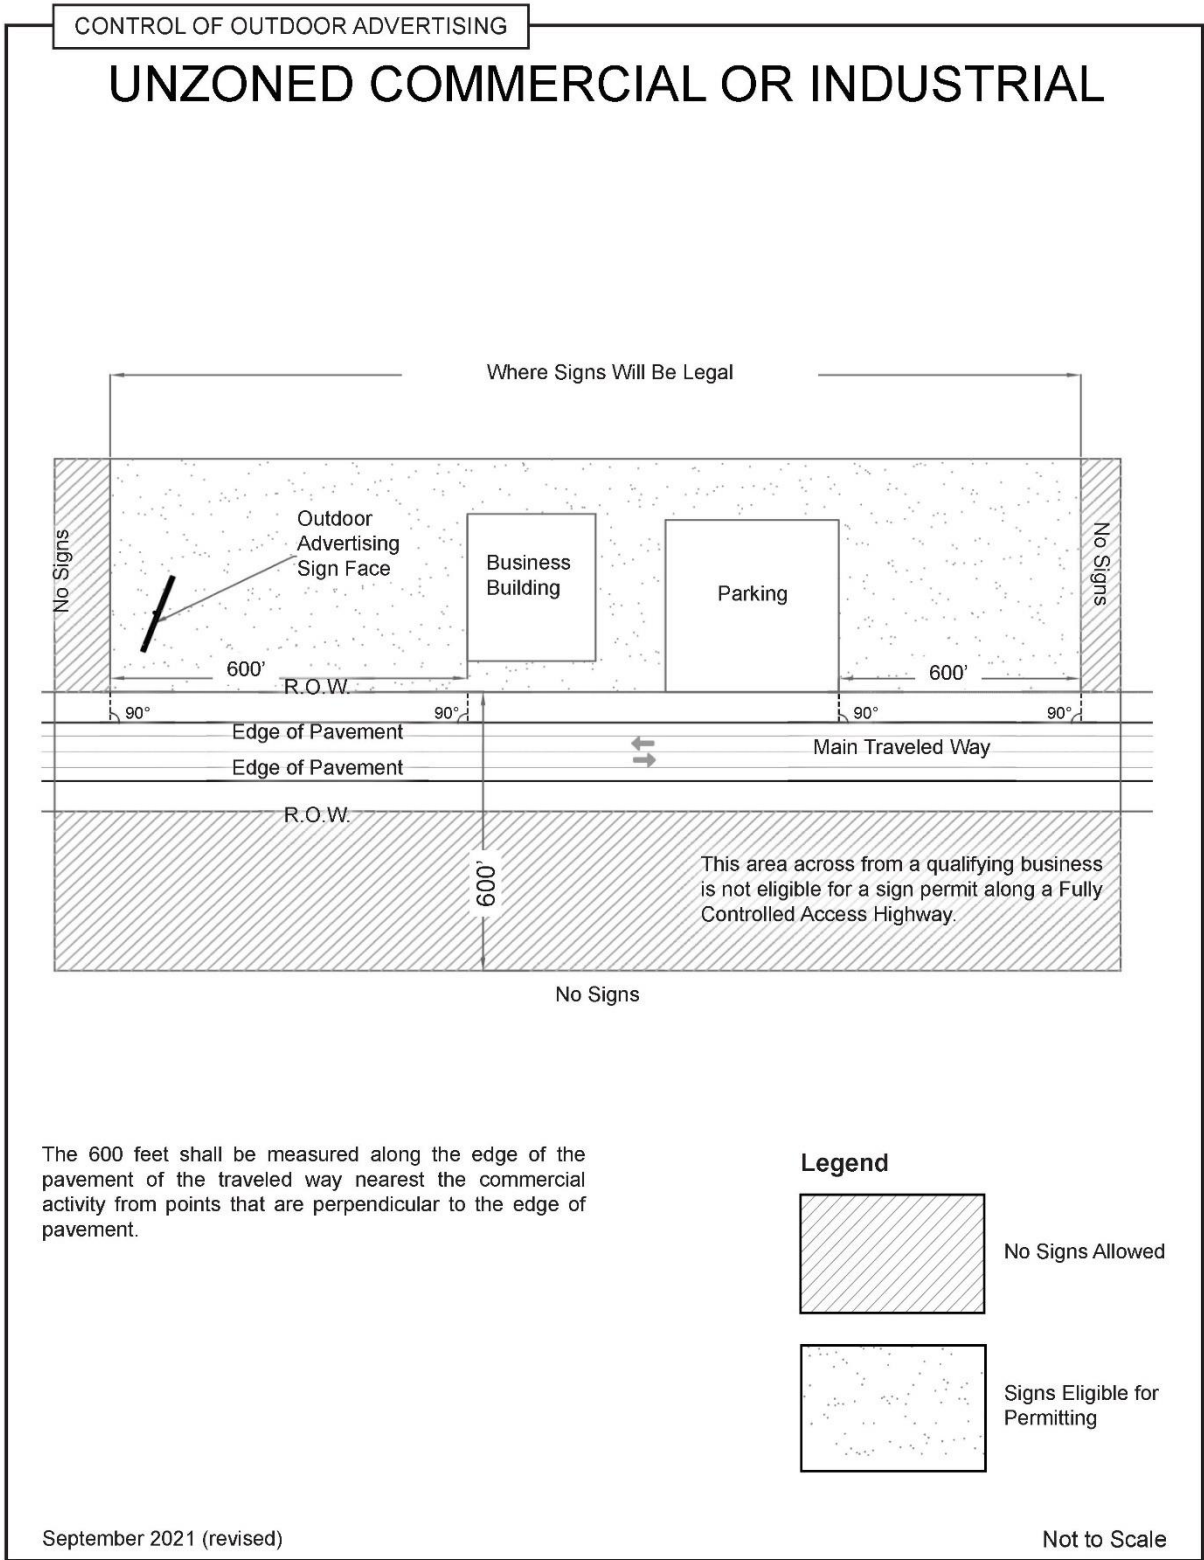 CONTROL OF OUTDOOR ADVERTISING
UNZONED COMMERCIAL OR INDUSTRIAL
Where Signs Will Be Legal
No Signs
Outdoor
Advertising
Sign Face
Business
Building
Parking
No Signs
600'
600'
R.O.W.
90°
90°
90°
90°
Edge of Pavement
Main Traveled Way
Edge of Pavement
R.O.W.
600'
This area across from a qualifying business
is not eligible for a sign permit along a Fully
Controlled Access Highway.
No Signs
The 600 feet shall be measured along the edge of the
pavement of the traveled way nearest the commercial
activity from points that are perpendicular to the edge of
pavement.
Legend
No Signs Allowed
Signs Eligible for
Permitting
September 2021 (revised)
Not to Scale